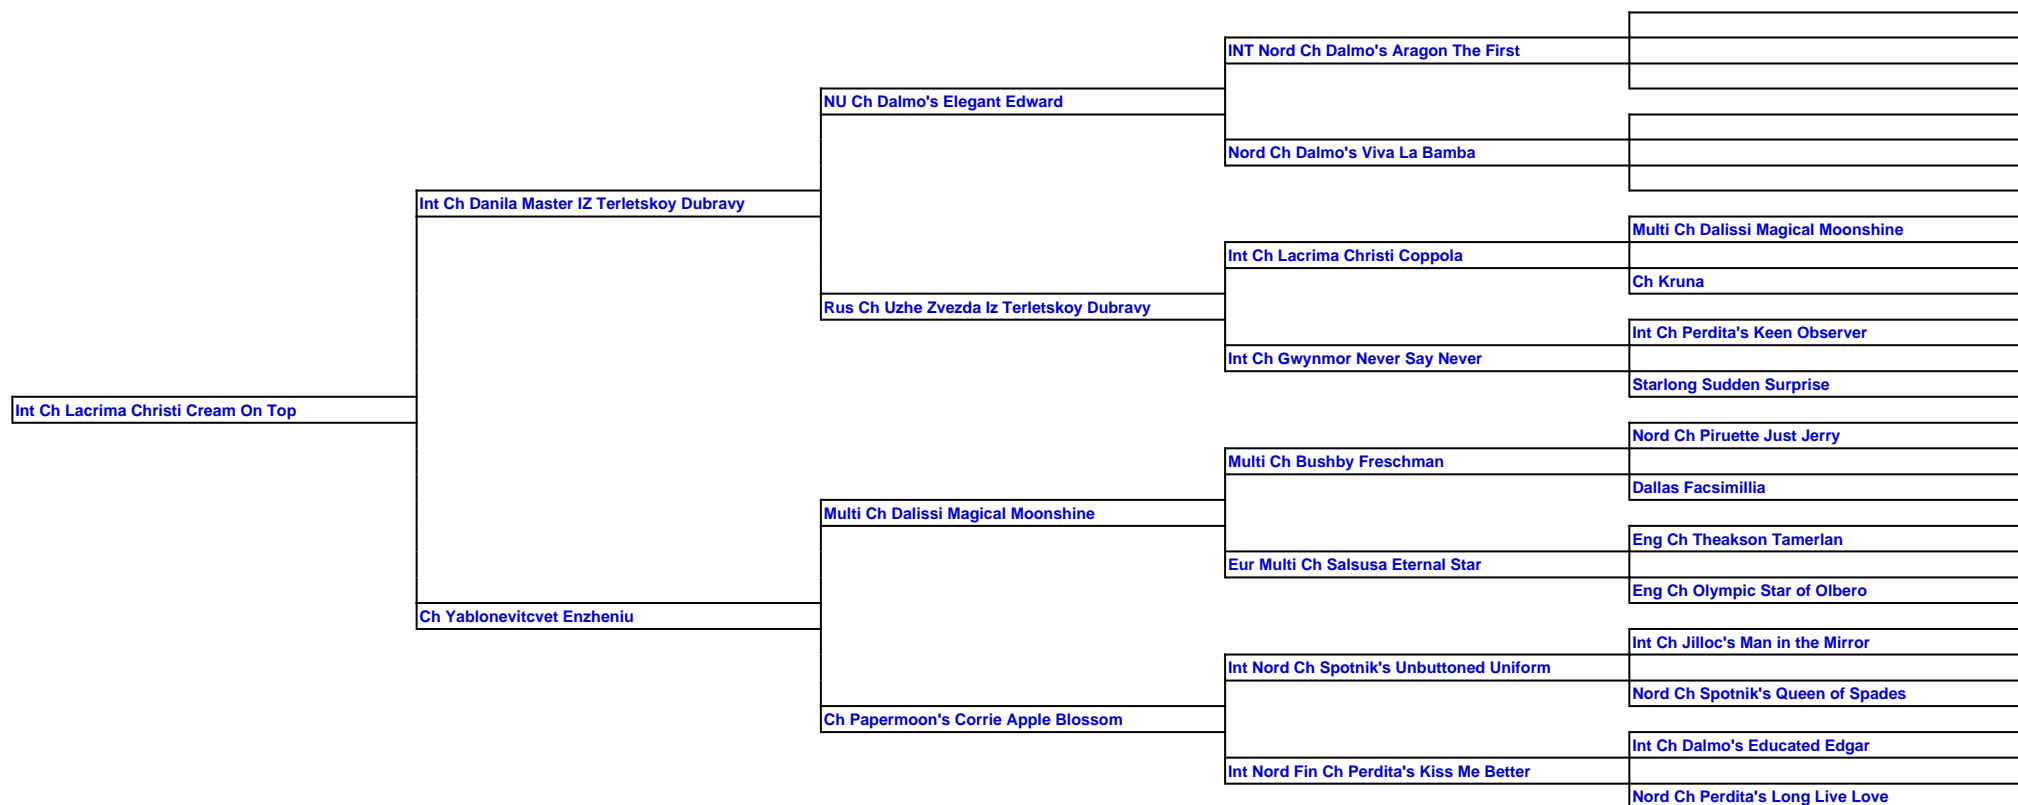 INT Nord Ch Dalmo's Aragon The First
NU Ch Dalmo's Elegant Edward
Nord Ch Dalmo's Viva La Bamba
Int Ch Danila Master IZ Terletskoy Dubravy
Multi Ch Dalissi Magical Moonshine
Int Ch Lacrima Christi Coppola
Ch Kruna
Rus Ch Uzhe Zvezda Iz Terletskoy Dubravy
Int Ch Perdita's Keen Observer
Int Ch Gwynmor Never Say Never
Starlong Sudden Surprise
Int Ch Lacrima Christi Cream On Top
Nord Ch Piruette Just Jerry
Multi Ch Bushby Freschman
Dallas Facsimillia
Multi Ch Dalissi Magical Moonshine
Eng Ch Theakson Tamerlan
Eur Multi Ch Salsusa Eternal Star
Eng Ch Olympic Star of Olbero
Ch Yablonevitcvet Enzheniu
Int Ch Jilloc's Man in the Mirror
Int Nord Ch Spotnik's Unbuttoned Uniform
Nord Ch Spotnik's Queen of Spades
Ch Papermoon's Corrie Apple Blossom
Int Ch Dalmo's Educated Edgar
Int Nord Fin Ch Perdita's Kiss Me Better
Nord Ch Perdita's Long Live Love